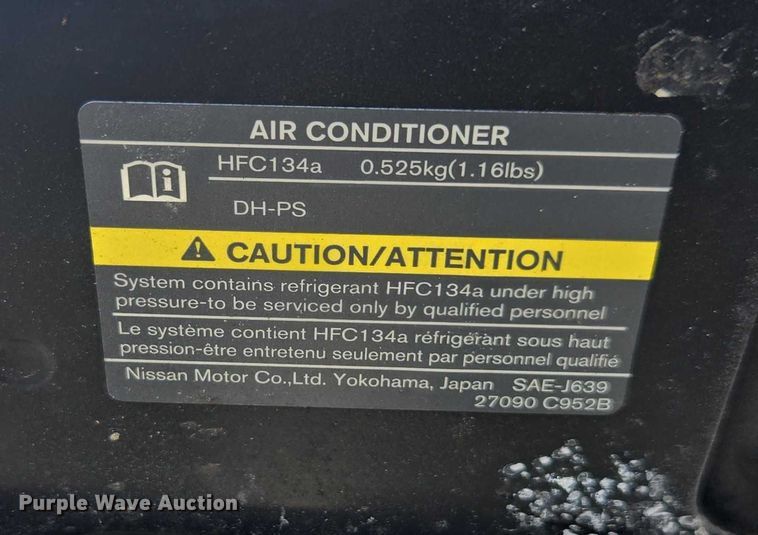 AIR CONDITIONER
HFC134a 0.525kg(1.16lbs)
DH-PS
CAUTION/ATTENTION
System contains refrigerant HFC134a under high
pressure-to be serviced only by qualified personnel
Le système contient HFC134a réfrigérant sous haut
pression-être entretenu seulement par personnel qualifié
Nissan Motor Co.,Ltd. Yokohama, Japan SAE-J639
27090 C952B
Purple Wave Auction